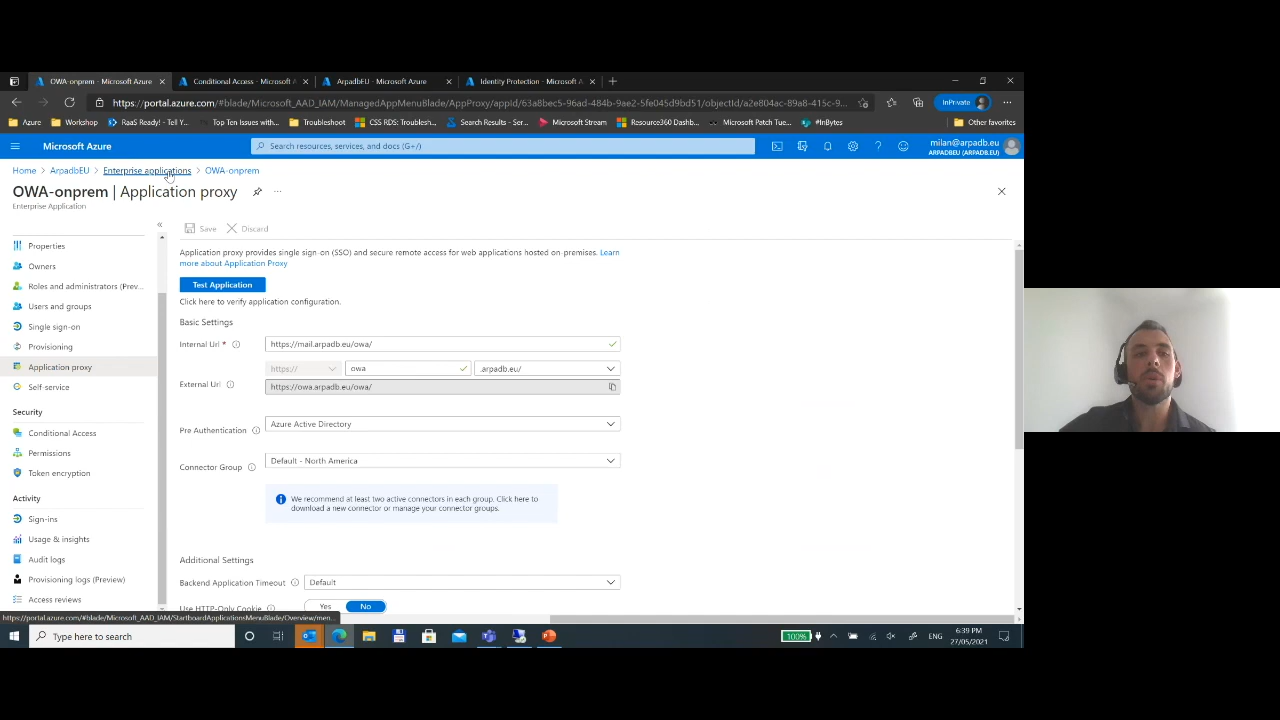 OWA-onprem - Microsoft Azure
Conditional Access - Microsoft A
ArpadbEU - Microsoft Azure
Identity Protection - Microsoft A
https://portal.azure.com/#blade/Microsoft_AAD_IAM/ManagedAppMenuBlade/AppProxy/appId/63a8bec5-96ad-484b-9ae2-5fe045d9bd51/objectId/a2e804ac-89a8-415c-9...
InPrivate
Azure
Workshop
RaaS Ready! - Tell Y...
Top Ten Issues with...
Troubleshoot
CSS RDS: Troublesh...
Search Results - Ser...
Microsoft Stream
Resource360 Dashb...
Microsoft Patch Tue...
#InBytes
Other favorites
Microsoft Azure
Search resources, services, and docs (G+/)
milan@arpadb.eu
ARPADBEU (ARPADB.EU)
Home > ArpadbEU > Enterprise applications > OWA-onprem
OWA-onprem | Application proxy ...
Enterprise Application
«
Save
Discard
Properties
Owners
Roles and administrators (Prev...
Users and groups
Single sign-on
Provisioning
Application proxy
Self-service
Security
Conditional Access
Permissions
Token encryption
Activity
Sign-ins
Usage & insights
Audit logs
Provisioning logs (Preview)
Access reviews
Application proxy provides single sign-on (SSO) and secure remote access for web applications hosted on-premises. Learn
more about Application Proxy
Test Application
Click here to verify application configuration.
Basic Settings
Internal Url *
https://mail.arpadb.eu/owa/
https://
owa
.arpadb.eu/
External Url
https://owa.arpadb.eu/owa/
Pre Authentication
Azure Active Directory
Connector Group
Default - North America
We recommend at least two active connectors in each group. Click here to
download a new connector or manage your connector groups.
Additional Settings
Backend Application Timeout
Default
Use HTTP-Only Cookie
Yes
No
https://portal.azure.com/#blade/Microsoft_AAD_IAM/StartboardApplicationsMenuBlade/Overview/men...
Type here to search
100%
ENG
6:39 PM
27/05/2021